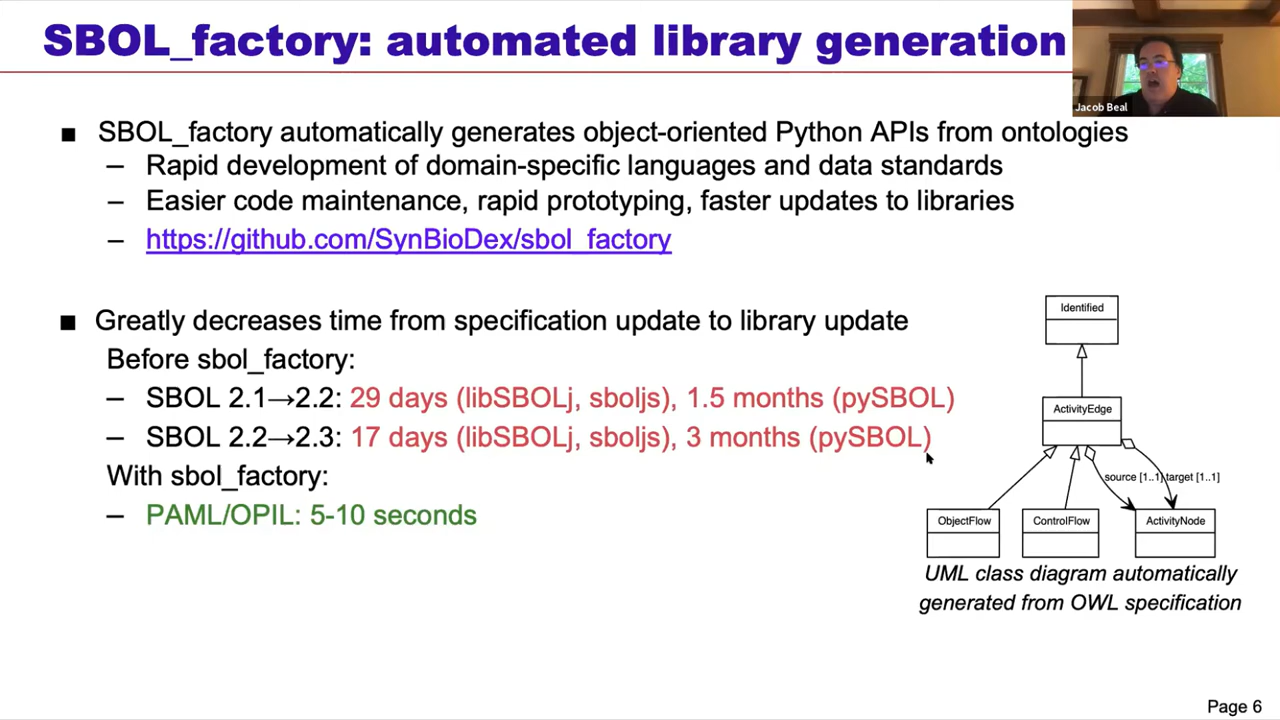 SBOL_factory: automated library generation
Jacob Beal
■ SBOL_factory automatically generates object-oriented Python APIs from ontologies
– Rapid development of domain-specific languages and data standards
– Easier code maintenance, rapid prototyping, faster updates to libraries
– https://github.com/SynBioDex/sbol_factory
■ Greatly decreases time from specification update to library update
Before sbol_factory:
– SBOL 2.1→2.2: 29 days (libSBOLj, sboljs), 1.5 months (pySBOL)
– SBOL 2.2→2.3: 17 days (libSBOLj, sboljs), 3 months (pySBOL)
With sbol_factory:
– PAML/OPIL: 5-10 seconds
Identified
ActivityEdge
source [1..1] target [1..1]
ObjectFlow
ControlFlow
ActivityNode
UML class diagram automatically
generated from OWL specification
Page 6